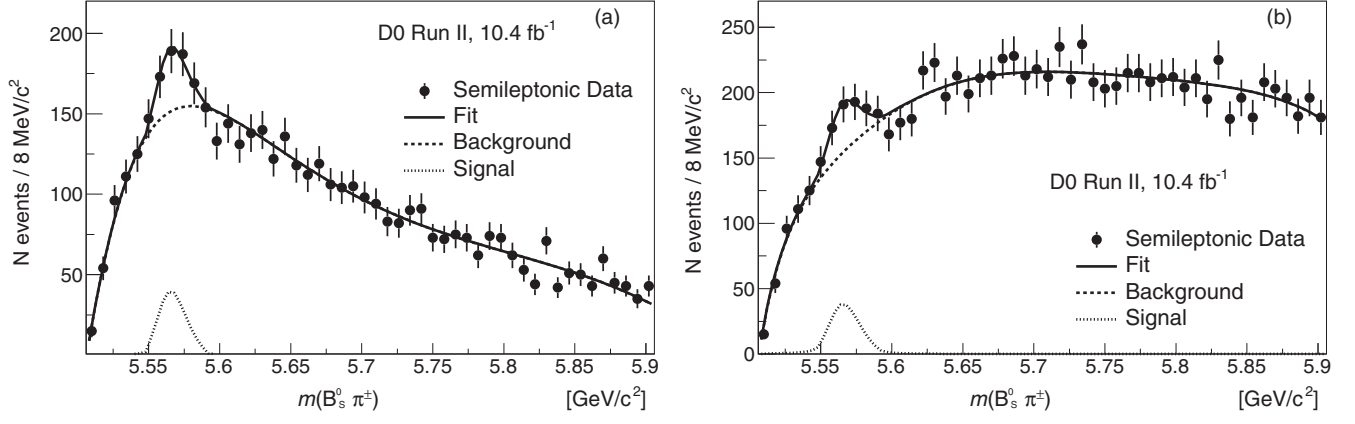 (a)
D0 Run II, 10.4 fb⁻¹
Semileptonic Data
Fit
Background
Signal
N events / 8 MeV/c²
200
150
100
50
5.55 5.6 5.65 5.7 5.75 5.8 5.85 5.9
m(B⁰ₛ π±) [GeV/c²]
(b)
D0 Run II, 10.4 fb⁻¹
Semileptonic Data
Fit
Background
Signal
N events / 8 MeV/c²
250
200
150
100
50
0
5.55 5.6 5.65 5.7 5.75 5.8 5.85 5.9
m(B⁰ₛ π±) [GeV/c²]